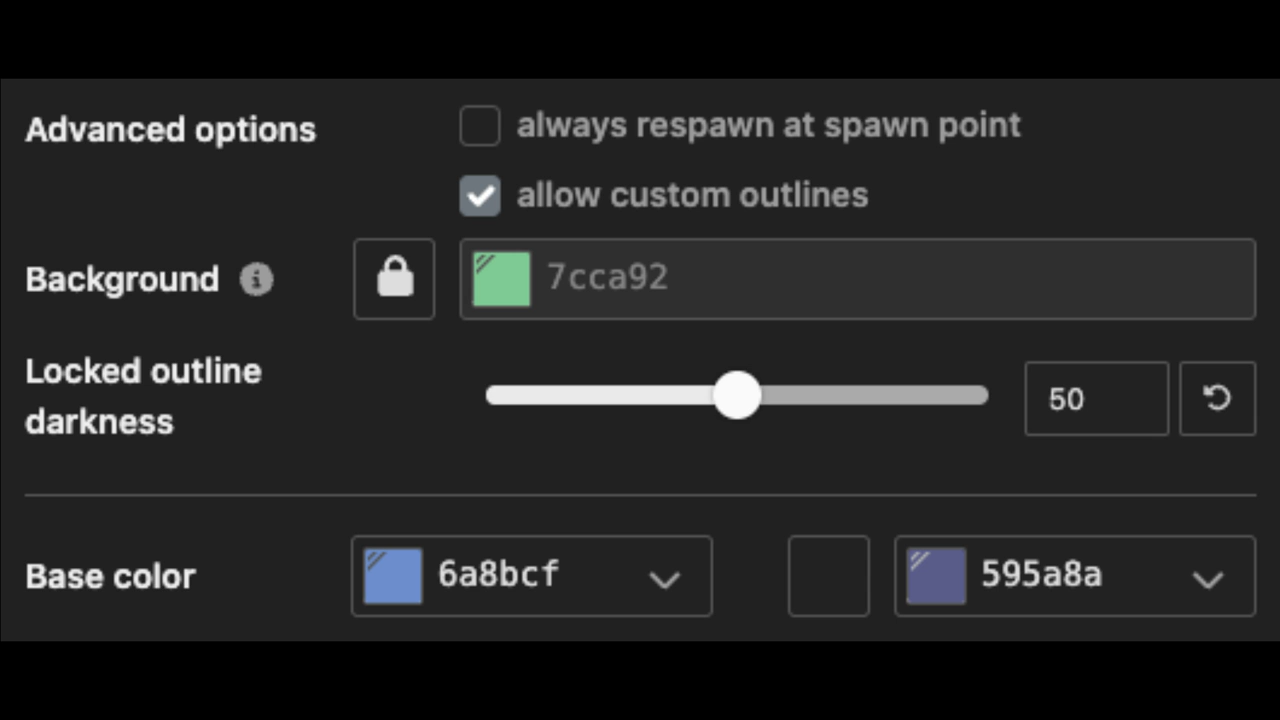 Advanced options
always respawn at spawn point
allow custom outlines
Background
7cca92
Locked outline
darkness
50
Base color
6a8bcf
595a8a